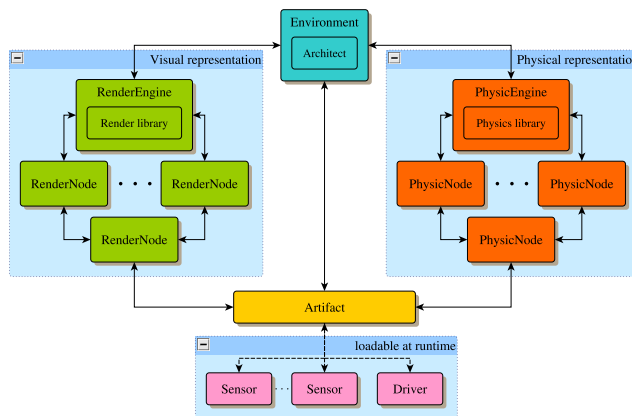 Environment
Architect
Visual representation
RenderEngine
Render library
RenderNode
RenderNode
RenderNode
Physical representatio
PhysicEngine
Physics library
PhysicNode
PhysicNode
PhysicNode
Artifact
loadable at runtime
Sensor
Sensor
Driver